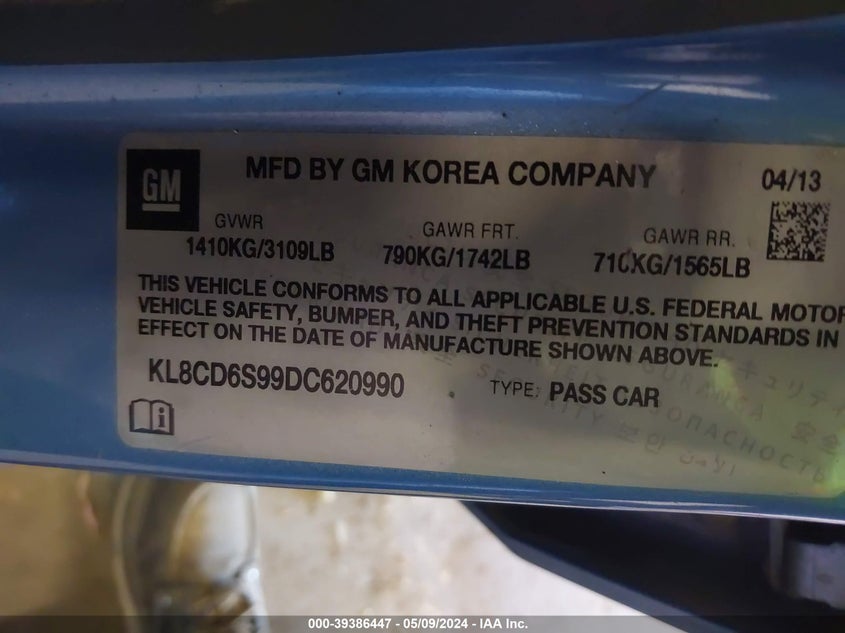 GM
MFD BY GM KOREA COMPANY
04/13
GVWR
GAWR FRT.
GAWR RR.
1410KG/3109LB
790KG/1742LB
710KG/1565LB
THIS VEHICLE CONFORMS TO ALL APPLICABLE U.S. FEDERAL MOTOR
VEHICLE SAFETY, BUMPER, AND THEFT PREVENTION STANDARDS IN
EFFECT ON THE DATE OF MANUFACTURE SHOWN ABOVE.
KL8CD6S99DC620990
TYPE: PASS CAR
SECURITY
000-39386447 - 05/09/2024 - IAA Inc.